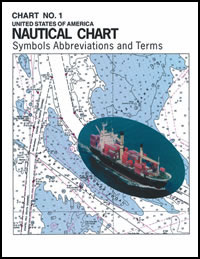 CHART NO. 1
UNITED STATES OF AMERICA
NAUTICAL CHART
Symbols Abbreviations and Terms